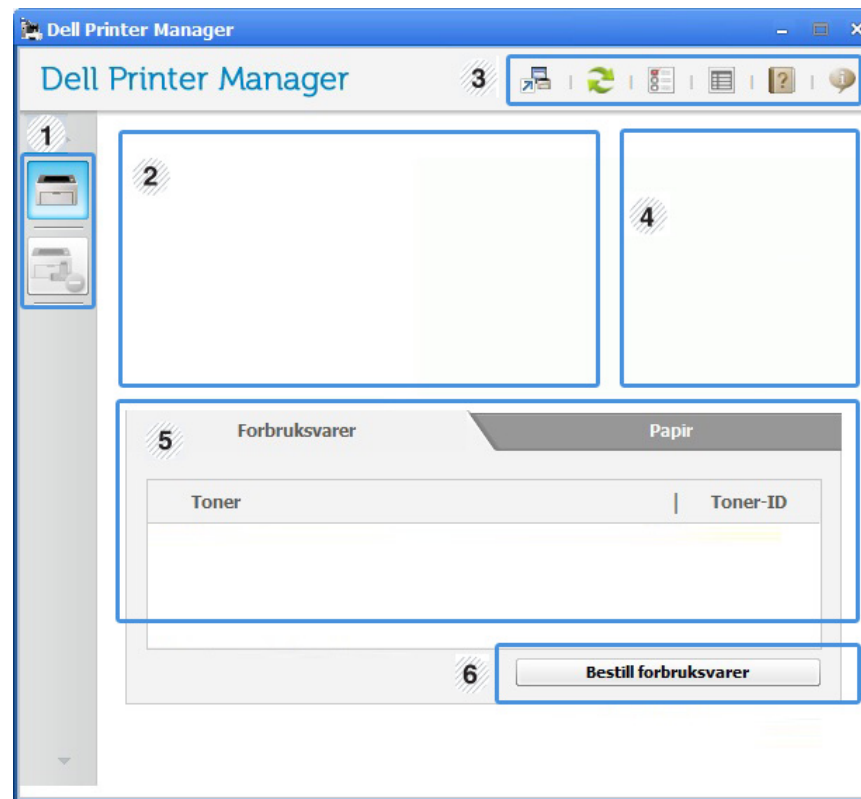 Dell Printer Manager
Dell Printer Manager
3
1
2
4
5
Forbruksvarer
Papir
Toner | Toner-ID
6
Bestill forbruksvarer